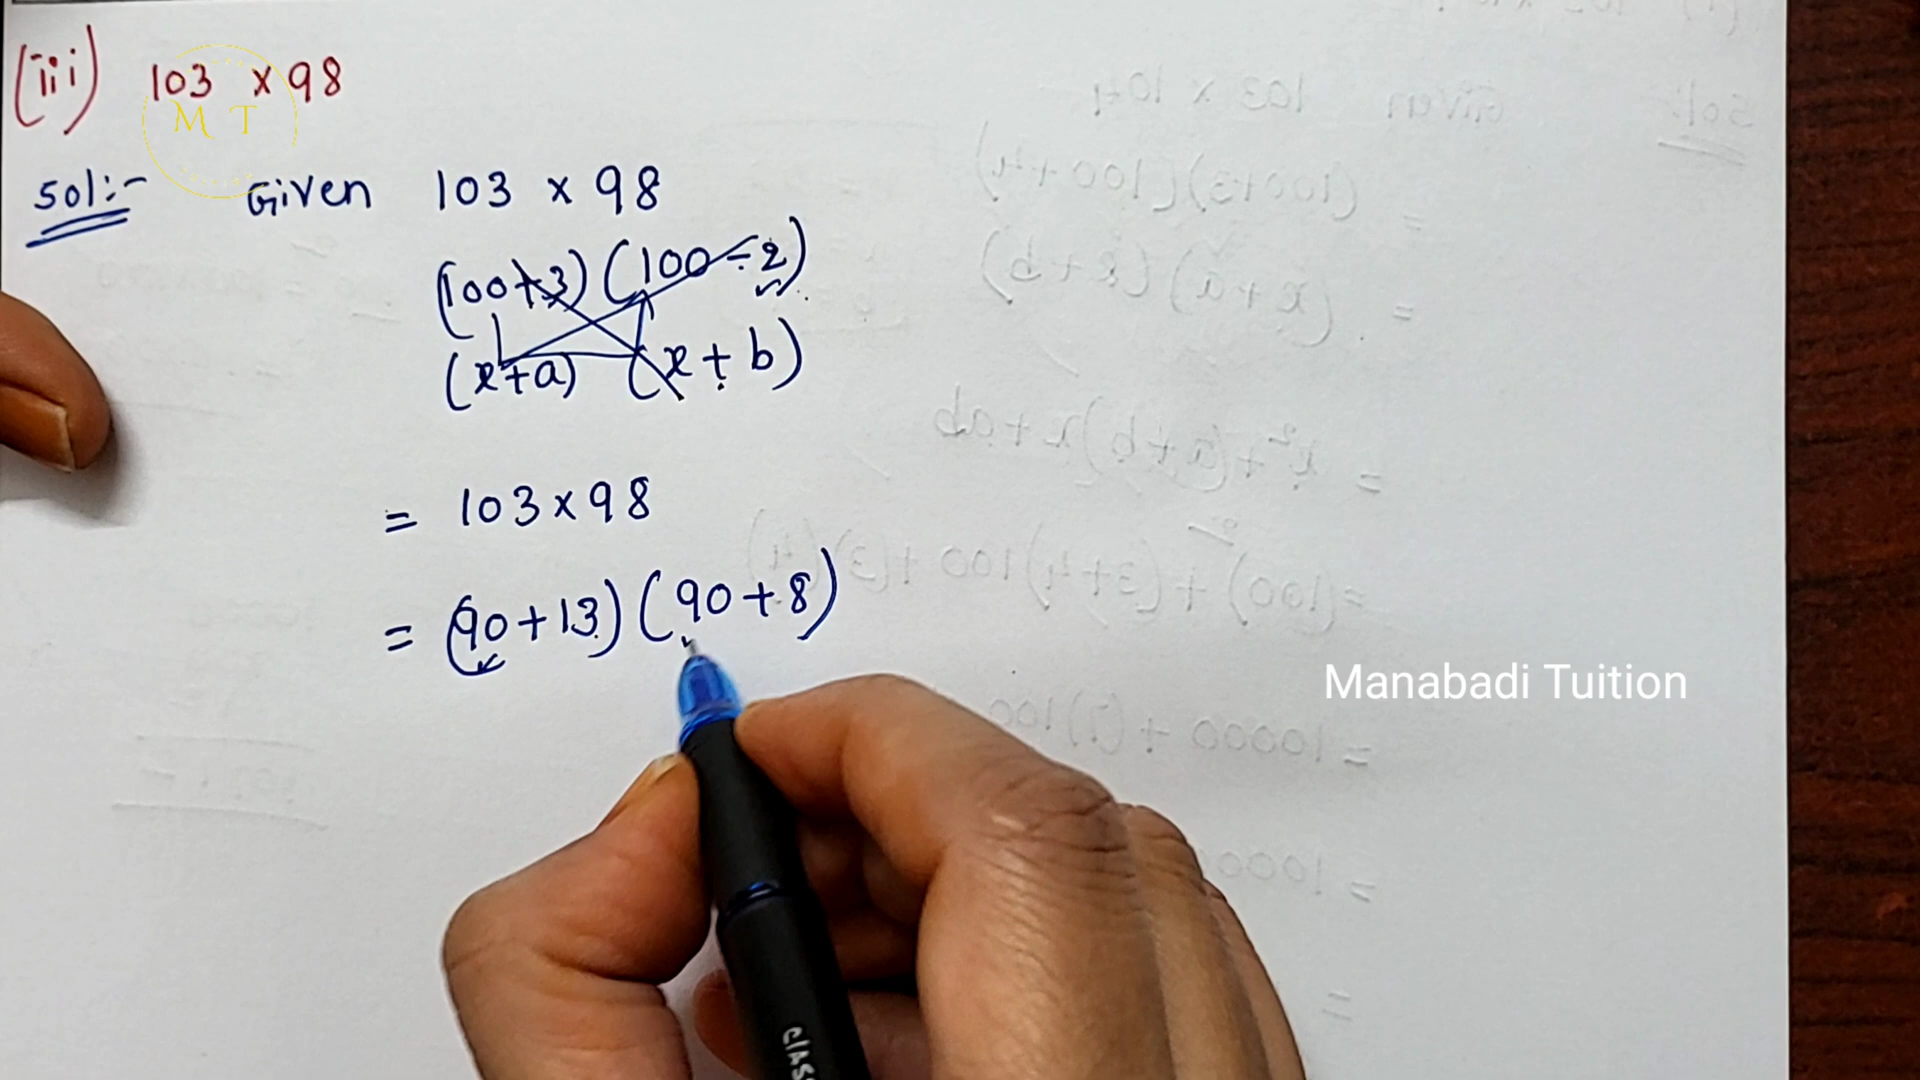 (iii) 103 × 98
M T
Sol:- Given 103 × 98
(100+3) (100-2)
(x+a) (x+b)
= 103×98
= (90+13) (90+8)
Manabadi Tuition